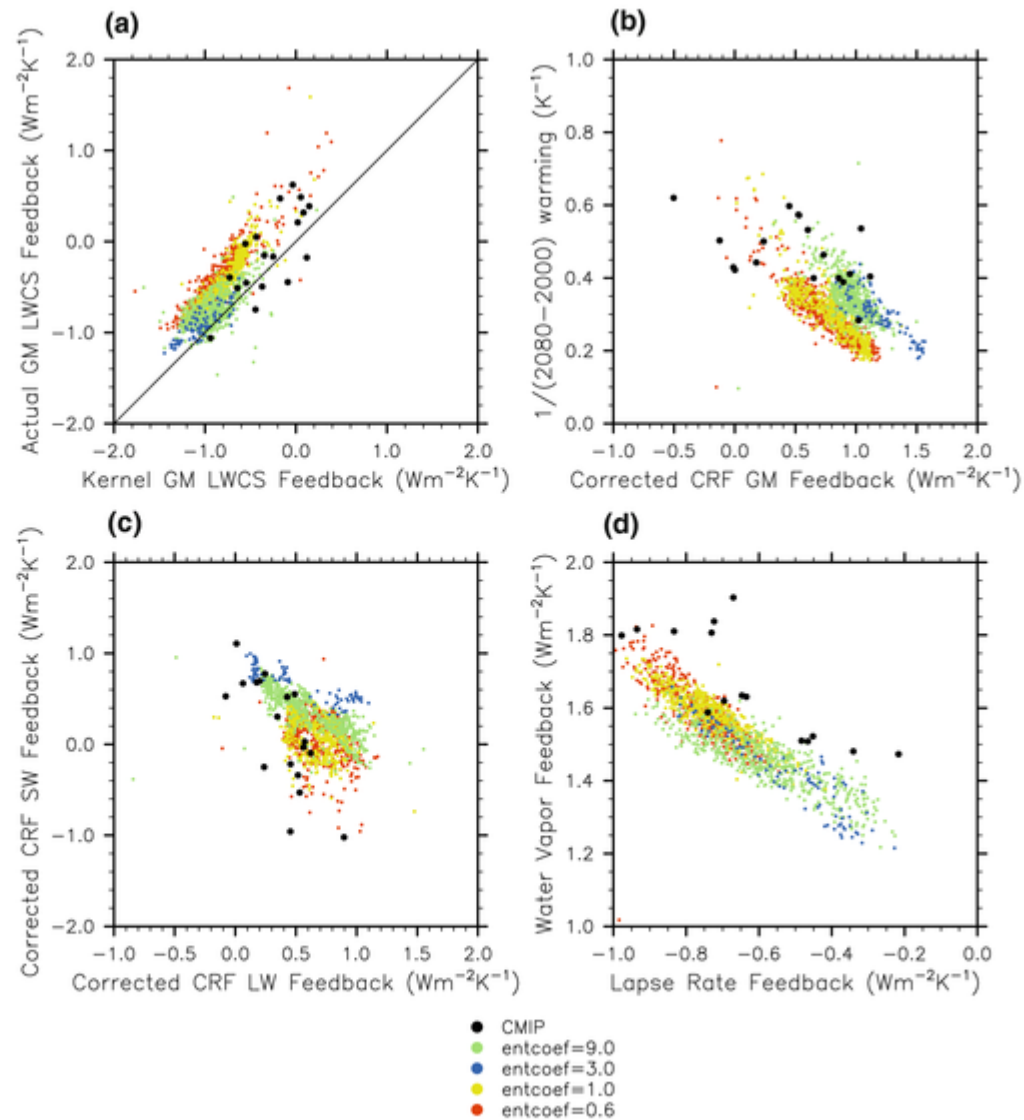 (a)
Actual GM LWCS Feedback (Wm−2K−1)
2.0
1.0
0.0
−1.0
−2.0
−2.0 −1.0 0.0 1.0 2.0
Kernel GM LWCS Feedback (Wm−2K−1)
(b)
1/(2080−2000) warming (K−1)
1.0
0.8
0.6
0.4
0.2
0.0
−1.0 −0.5 0.0 0.5 1.0 1.5 2.0
Corrected CRF GM Feedback (Wm−2K−1)
(c)
Corrected CRF SW Feedback (Wm−2K−1)
2.0
1.0
0.0
−1.0
−2.0
−1.0 −0.5 0.0 0.5 1.0 1.5 2.0
Corrected CRF LW Feedback (Wm−2K−1)
(d)
Water Vapor Feedback (Wm−2K−1)
2.0
1.8
1.6
1.4
1.2
1.0
−1.0 −0.8 −0.6 −0.4 −0.2 0.0
Lapse Rate Feedback (Wm−2K−1)
CMIP
entcoef=9.0
entcoef=3.0
entcoef=1.0
entcoef=0.6